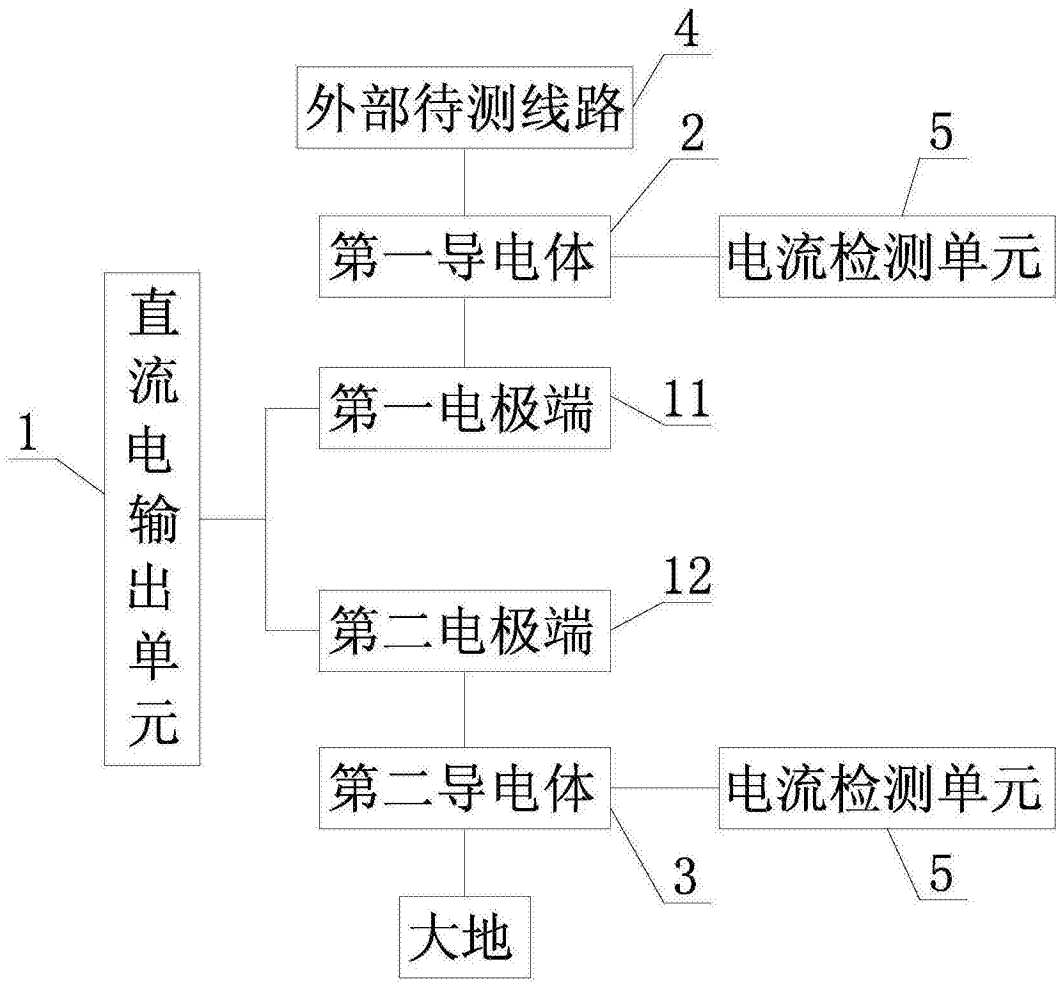 4
外部待测线路
2
5
第一导电体
电流检测单元
直流电输出单元
1
第一电极端
11
12
第二电极端
第二导电体
电流检测单元
3
5
大地